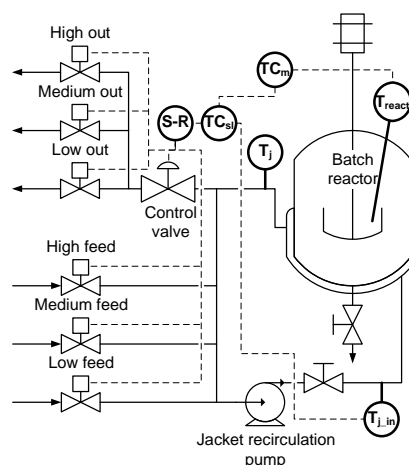 High out
Medium out
Low out
S-R
TCsl
TCm
Treact
Tj
Batch
reactor
Control
valve
High feed
Medium feed
Low feed
Jacket recirculation
pump
Tj_in